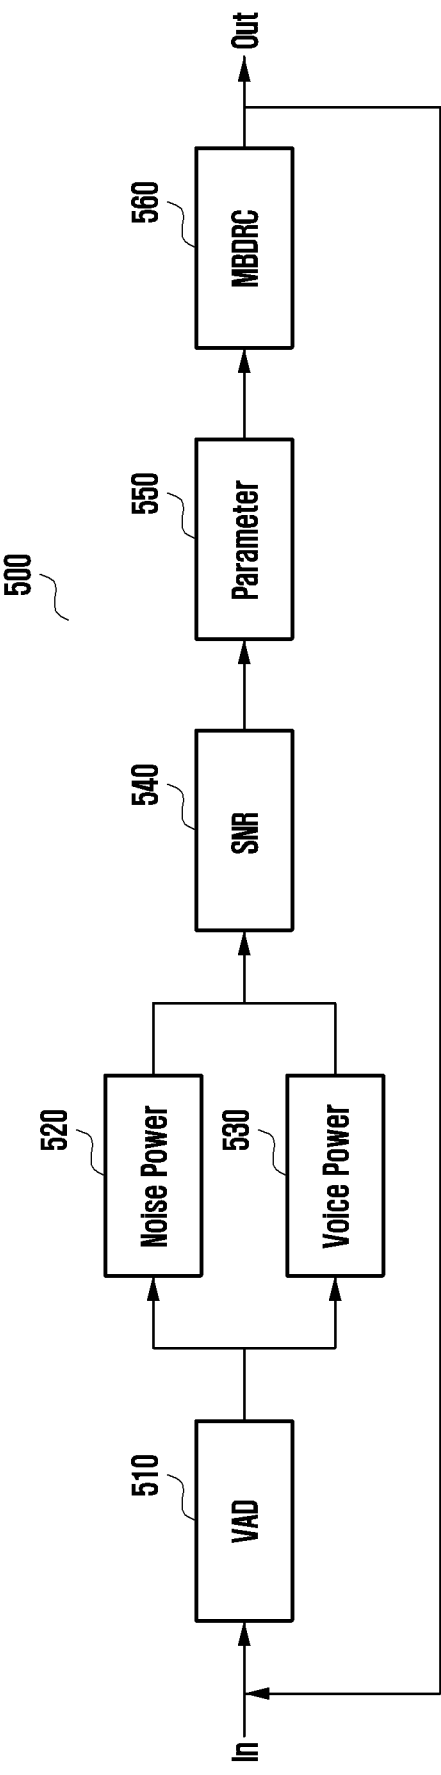 500
In
510
VAD
520
Noise Power
530
Voice Power
540
SNR
550
Parameter
560
MBDRC
Out